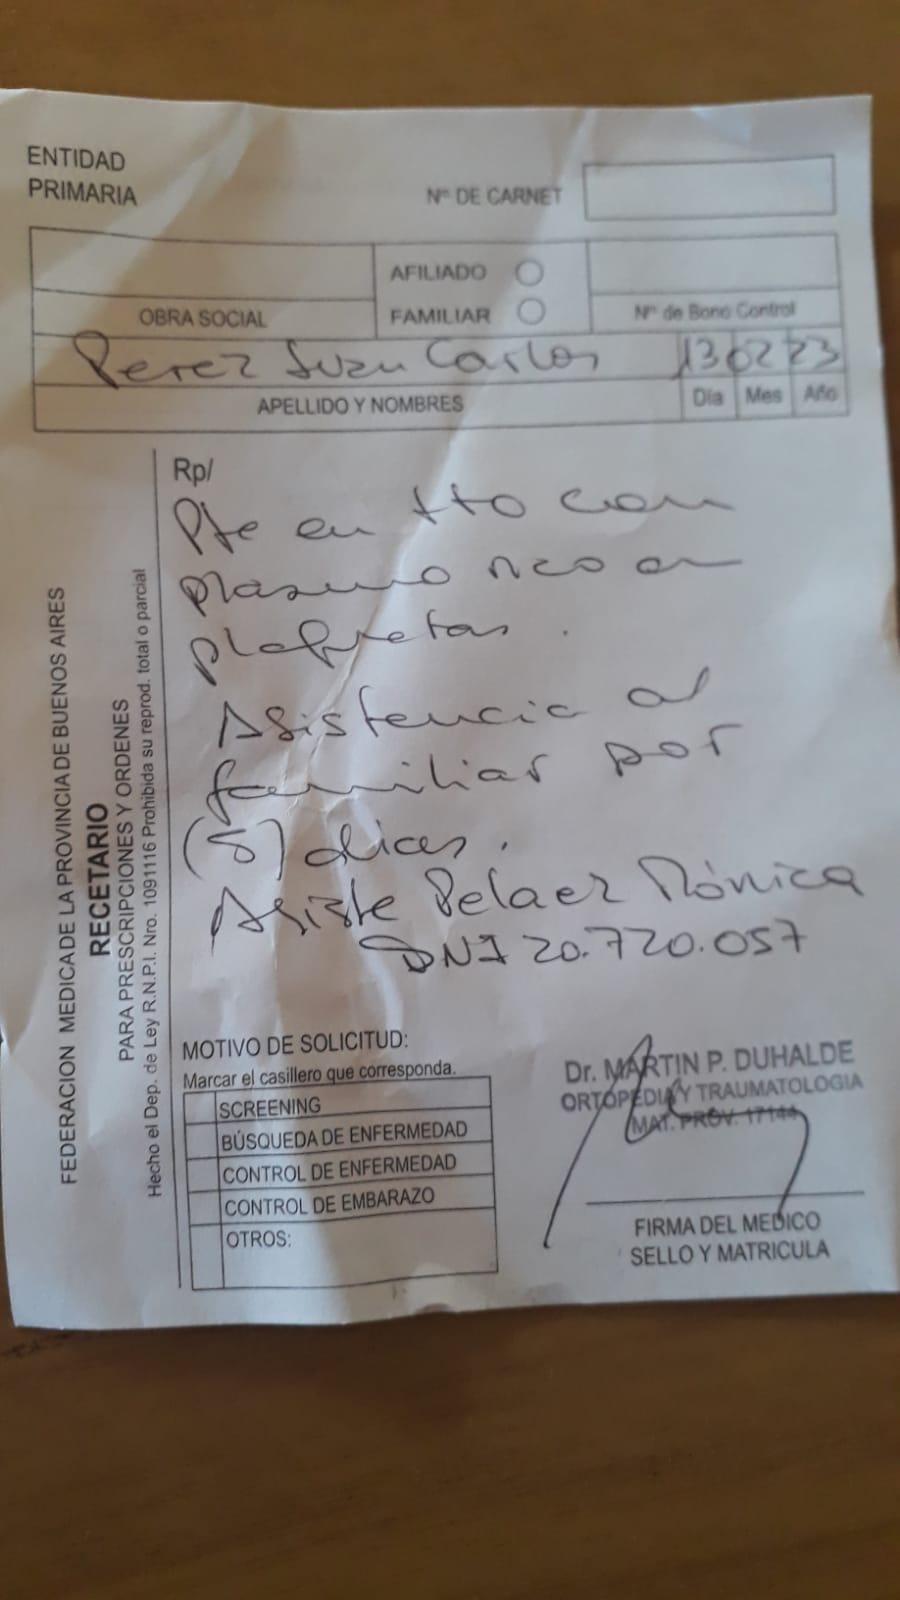 ENTIDAD
PRIMARIA
Nº DE CARNET
AFILIADO
OBRA SOCIAL
FAMILIAR
Nº de Bono Control
Perez Juan Carlos 13 02 23
APELLIDO Y NOMBRES
Día Mes Año
Rp/
Pte en tto con
plasma rico en
plaquetas.
Asistencia al
familiar por
(5) dias.
Asiste Pelaez Mónica
DNI 20.720.057
FEDERACION MEDICA DE LA PROVINCIA DE BUENOS AIRES
RECETARIO
PARA PRESCRIPCIONES Y ORDENES
Hecho el Dep. de Ley R.N.P.I. Nro. 1091116 Prohibida su reprod. total o parcial
MOTIVO DE SOLICITUD:
Marcar el casillero que corresponda.
SCREENING
BÚSQUEDA DE ENFERMEDAD
CONTROL DE ENFERMEDAD
CONTROL DE EMBARAZO
OTROS:
Dr. MARTIN P. DUHALDE
ORTOPEDIA Y TRAUMATOLOGIA
MAT. PROV. 17144
FIRMA DEL MEDICO
SELLO Y MATRICULA